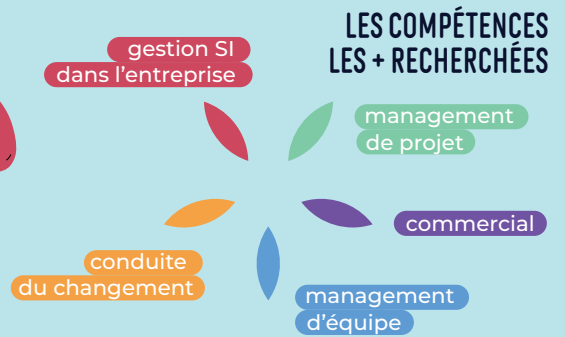 LES COMPÉTENCES
LES + RECHERCHÉES
gestion SI
dans l'entreprise
management
de projet
commercial
conduite
du changement
management
d'équipe